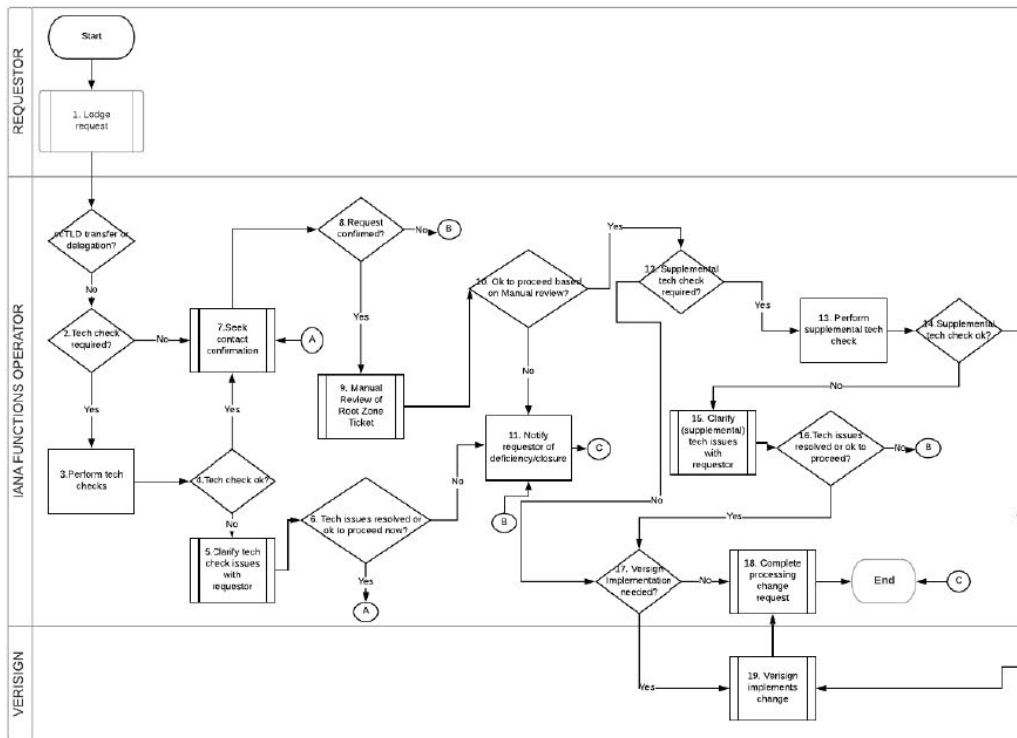 REQUESTOR
Start
1. Lodge
request
IANA FUNCTIONS OPERATOR
ccTLD transfer or
delegation?
No
2.Tech check
required?
No
Yes
3.Perform tech
checks
4.Tech check ok?
Yes
No
5.Clarify tech
check issues
with
requestor
6. Tech issues resolved or
ok to proceed now?
No
Yes
A
7.Seek
contact
confirmation
A
8.Request
confirmed?
No
B
Yes
9. Manual
Review of
Root Zone
Ticket
10. Ok to proceed based
on Manual review?
Yes
No
11. Notify
requestor of
deficiency/closure
C
B
12. Supplemental
tech check
required?
Yes
No
13. Perform
supplemental tech
check
14.Supplemental
tech check ok?
No
15. Clarify
(supplemental)
tech issues
with
requestor
16.Tech issues
resolved or ok to
proceed?
No
B
Yes
17. Versign
Implementation
needed?
No
Yes
18. Complete
processing
change
request
End
C
VERISIGN
19. Verisign
implements
change